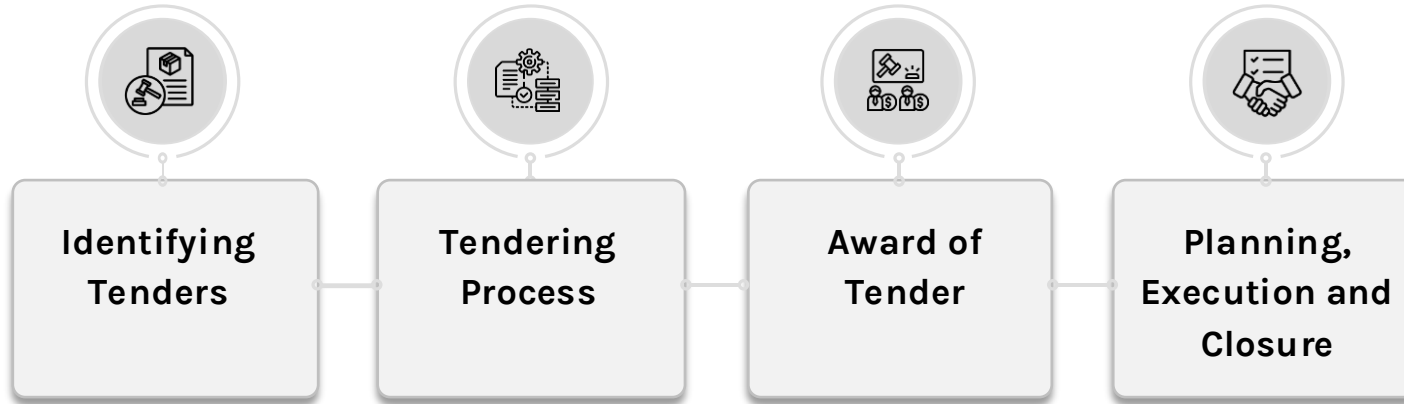 Identifying
Tenders
Tendering
Process
Award of
Tender
Planning,
Execution and
Closure